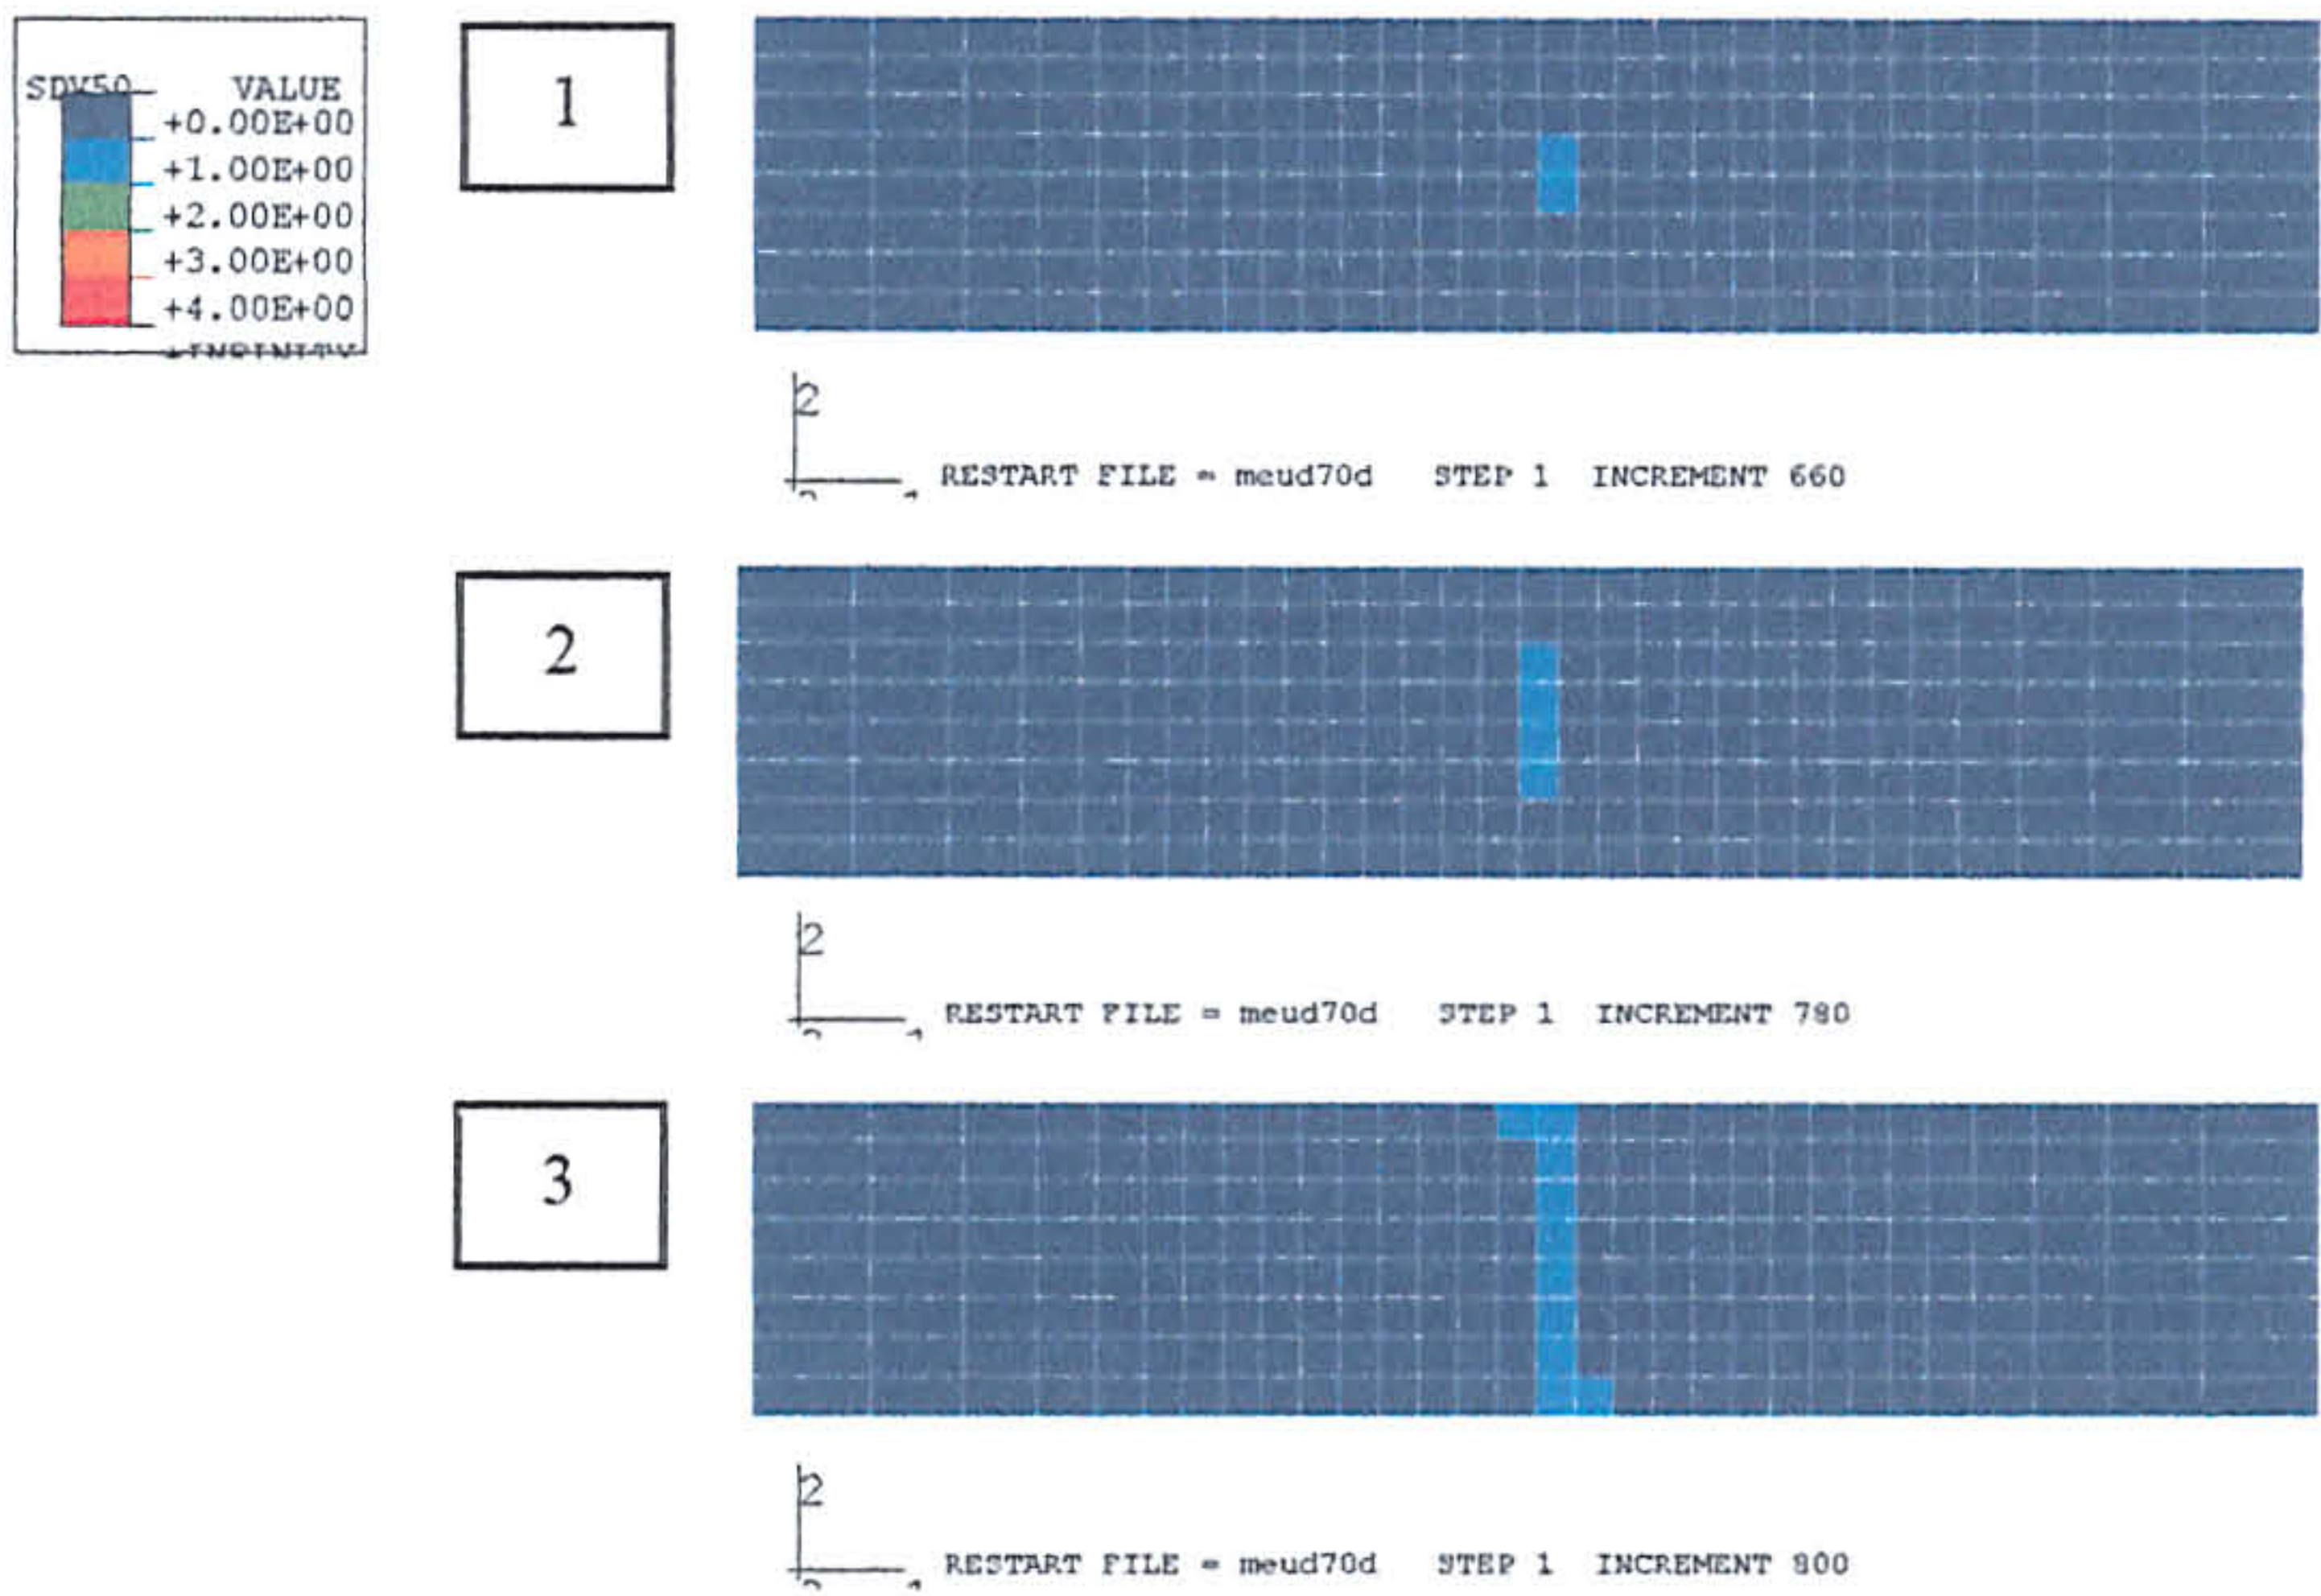 SDV50 VALUE
+0.00E+00
+1.00E+00
+2.00E+00
+3.00E+00
+4.00E+00
+INFINITY
1
2
RESTART FILE = meud70d STEP 1 INCREMENT 660
2
2
RESTART FILE = meud70d STEP 1 INCREMENT 780
3
2
RESTART FILE = meud70d STEP 1 INCREMENT 800